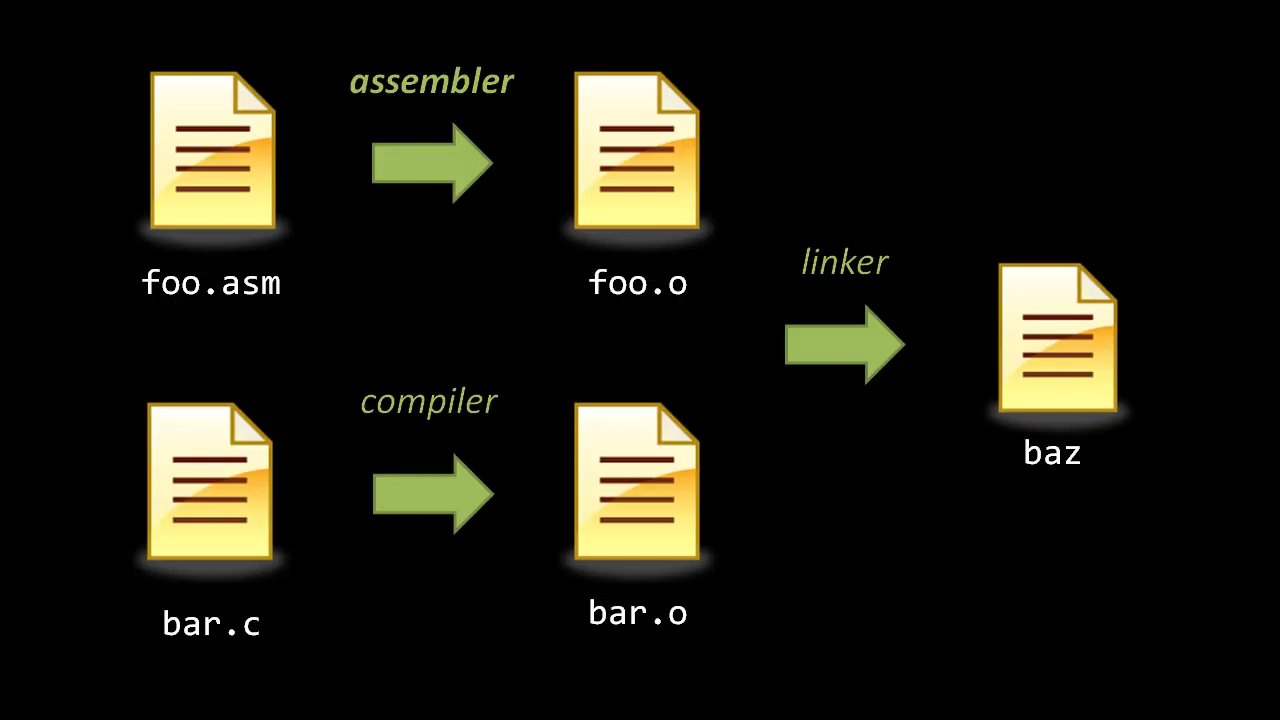 assembler
foo.asm
foo.o
linker
baz
compiler
bar.c
bar.o